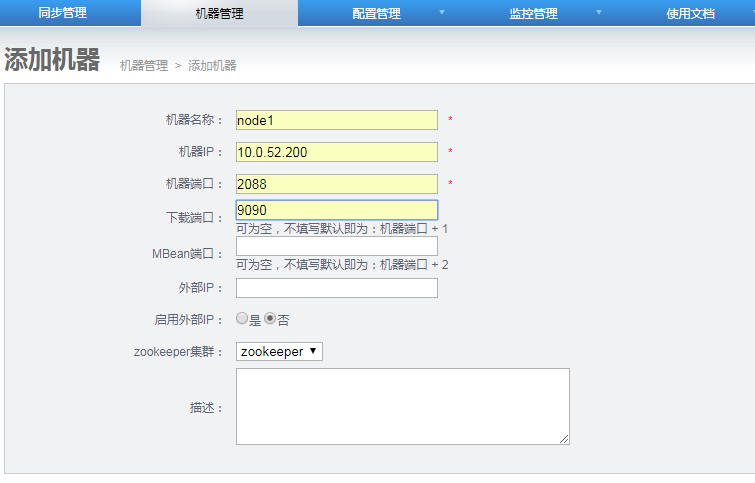 同步管理 机器管理 配置管理 监控管理 使用文档
添加机器 机器管理 > 添加机器
机器名称： node1 *
机器IP： 10.0.52.200 *
机器端口： 2088 *
下载端口： 9090
可为空，不填写默认即为：机器端口 + 1
MBean端口：
可为空，不填写默认即为：机器端口 + 2
外部IP：
启用外部IP： 是 否
zookeeper集群： zookeeper
描述：